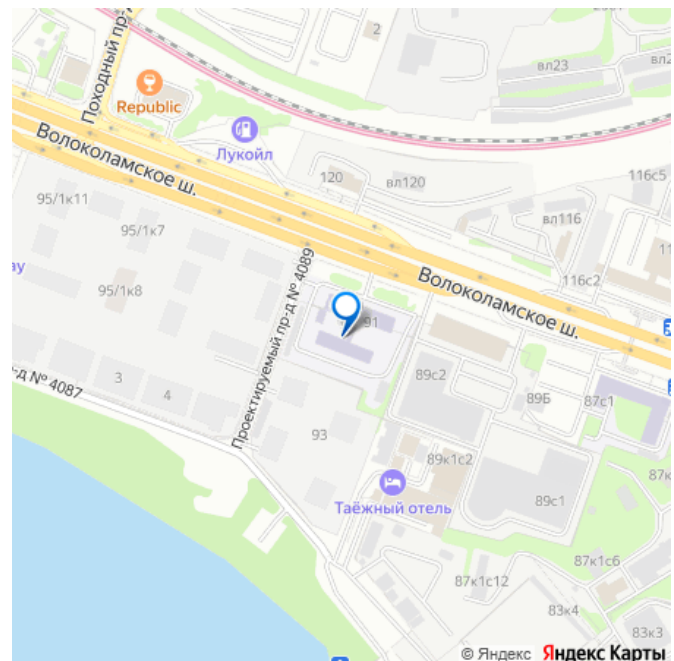 2
вл23
Походный пр-
Republic
Лукойл
Волоколамское ш.
120
вл120
116с5
вл116
95/1к11
95/1к7
116с2
ау
95/1к8
Проектируемый пр-д № 4089
Волоколамское ш.
91
-д № 4087
3
4
89с2
89Б
87с1
93
89к1с2
Таёжный отель
89с1
87к1с6
87к1с12
83к4
83к3
© Яндекс Яндекс Карты